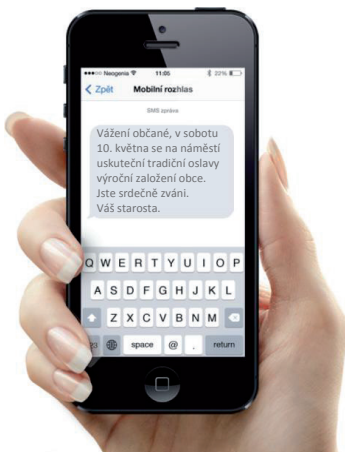 Neogenia 11:05 22%
Zpět Mobilní rozhlas
SMS zpráva
Vážení občané, v sobotu
10. května se na náměstí
uskuteční tradiční oslavy
výroční založení obce.
Jste srdečně zváni.
Váš starosta.
Q W E R T Y U I O P
A S D F G H J K L
Z X C V B N M
space @ . return